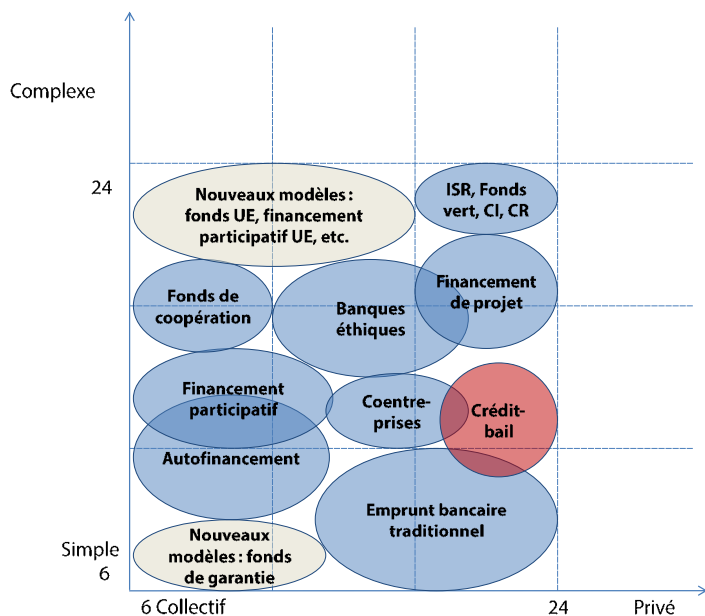 Complexe
24
Nouveaux modèles :
fonds UE, financement
participatif UE, etc.
ISR, Fonds
vert, CI, CR
Fonds de
coopération
Banques
éthiques
Financement
de projet
Financement
participatif
Coentre-
prises
Crédit-
bail
Autofinancement
Emprunt bancaire
traditionnel
Nouveaux
modèles : fonds
de garantie
Simple
6
6 Collectif
24
Privé